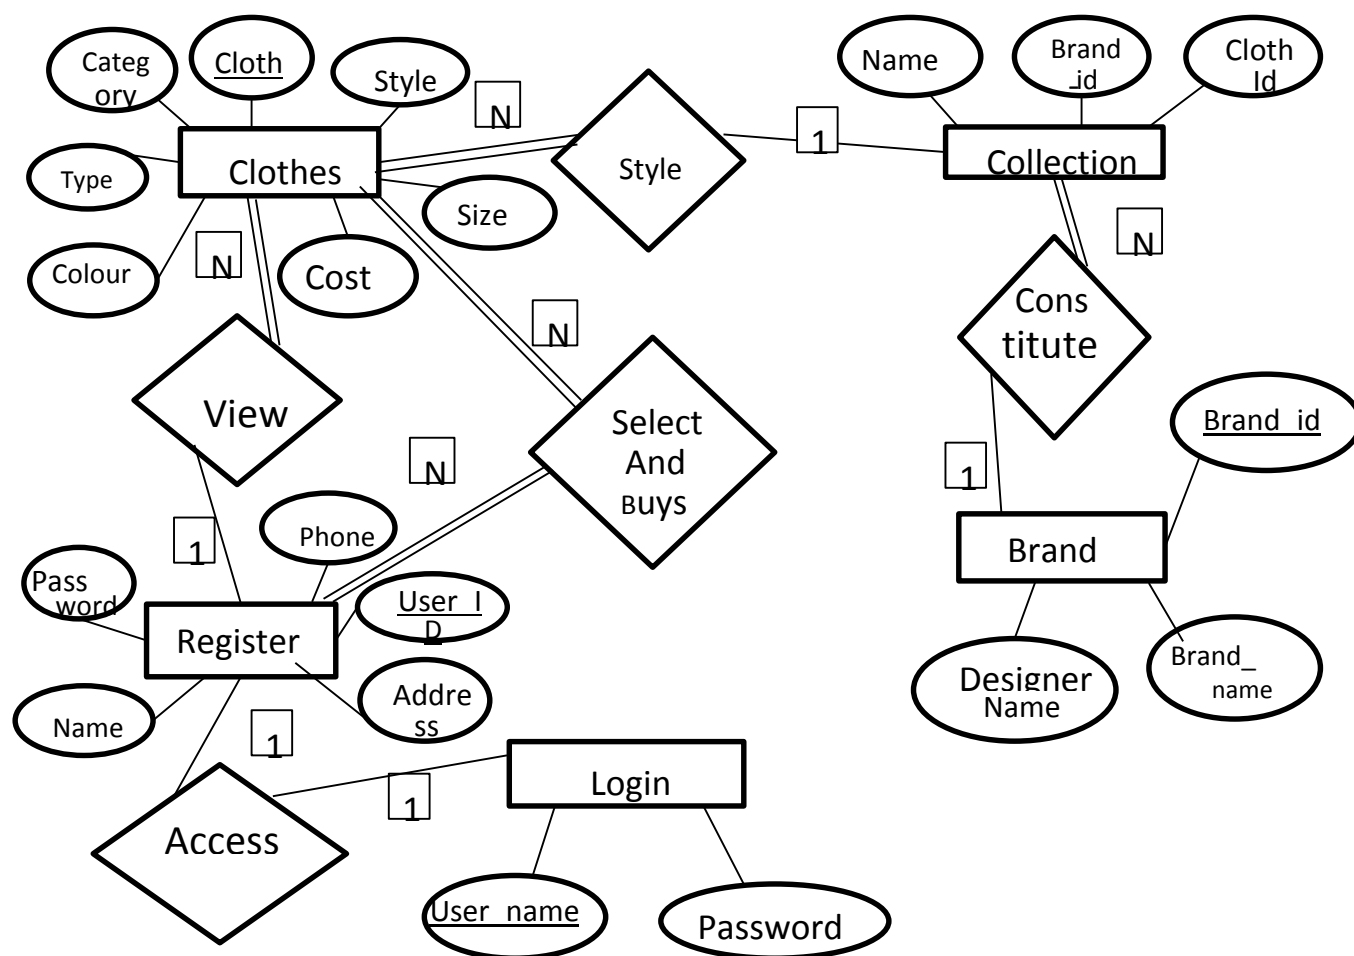 Categ
ory
Cloth
Style
Name
Brand
_id
Cloth
Id
N
1
Type
Clothes
Style
Collection
Size
Colour
N
Cost
N
N
Cons
titute
View
Select
And
Buys
Brand_id
N
1
1
Phone
Brand
Pass
word
User_I
D
Register
Brand_
name
Designer
Name
Name
Addre
ss
1
1
Login
Access
User_name
Password